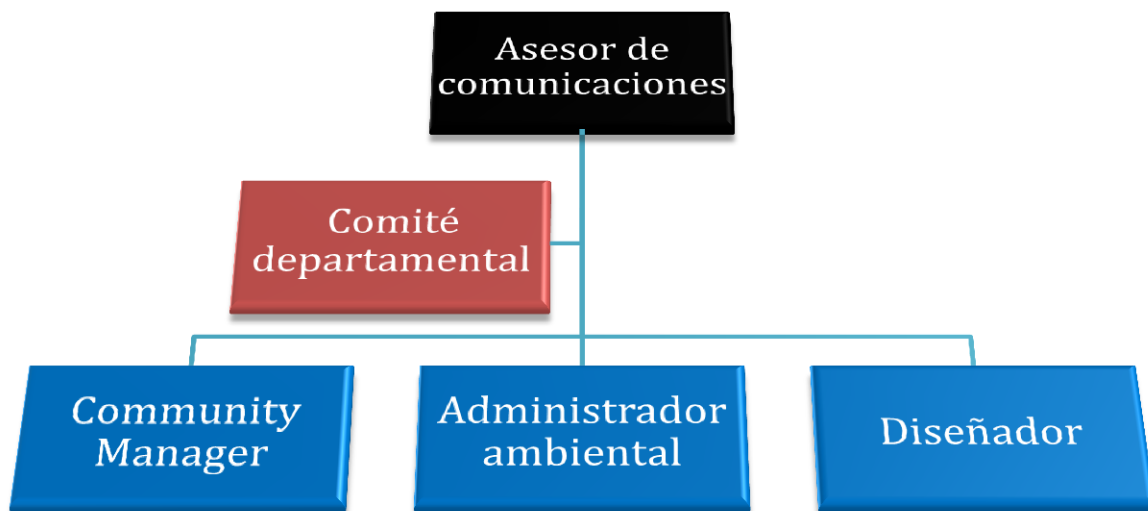 Asesor de
comunicaciones
Comité
departamental
Community
Manager
Administrador
ambiental
Diseñador